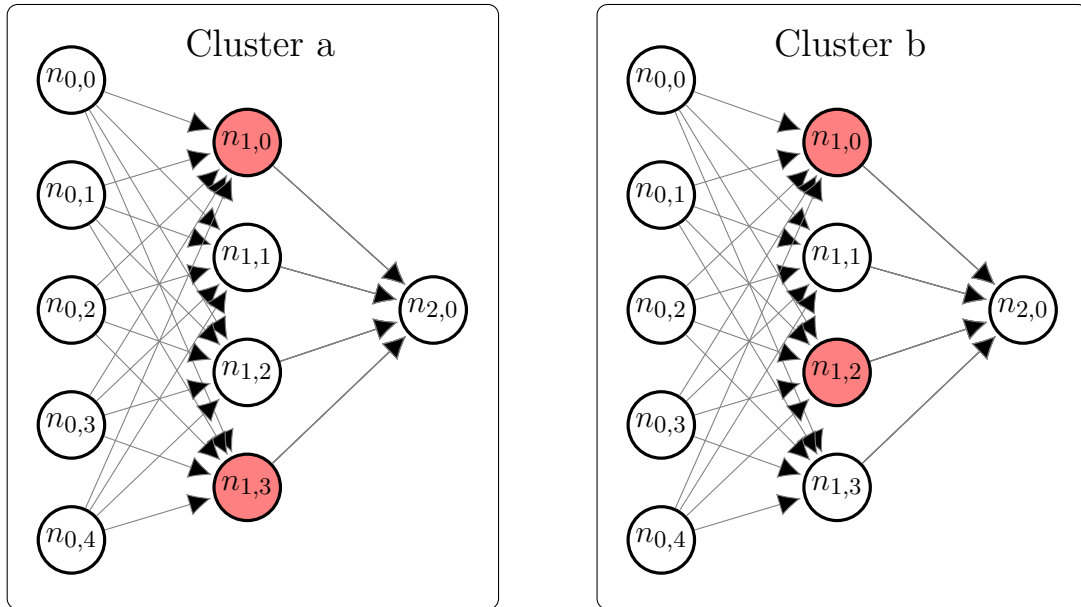 Cluster a
n0,0
n0,1
n0,2
n0,3
n0,4
n1,0
n1,1
n1,2
n1,3
n2,0
Cluster b
n0,0
n0,1
n0,2
n0,3
n0,4
n1,0
n1,1
n1,2
n1,3
n2,0